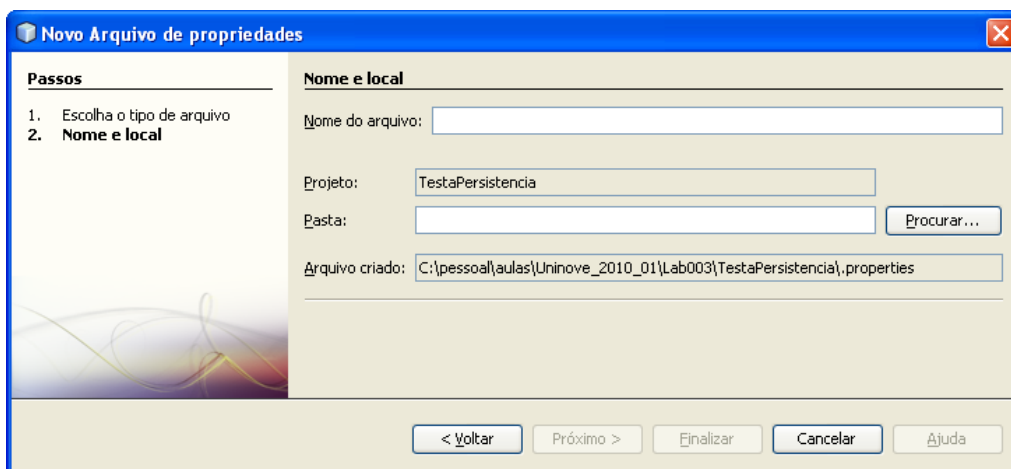 Novo Arquivo de propriedades
Passos
1. Escolha o tipo de arquivo
2. Nome e local
Nome e local
Nome do arquivo:
Projeto: TestaPersistencia
Pasta: Procurar...
Arquivo criado: C:\pessoal\aulas\Uninove_2010_01\Lab003\TestaPersistencia\.properties
< Voltar Próximo > Finalizar Cancelar Ajuda